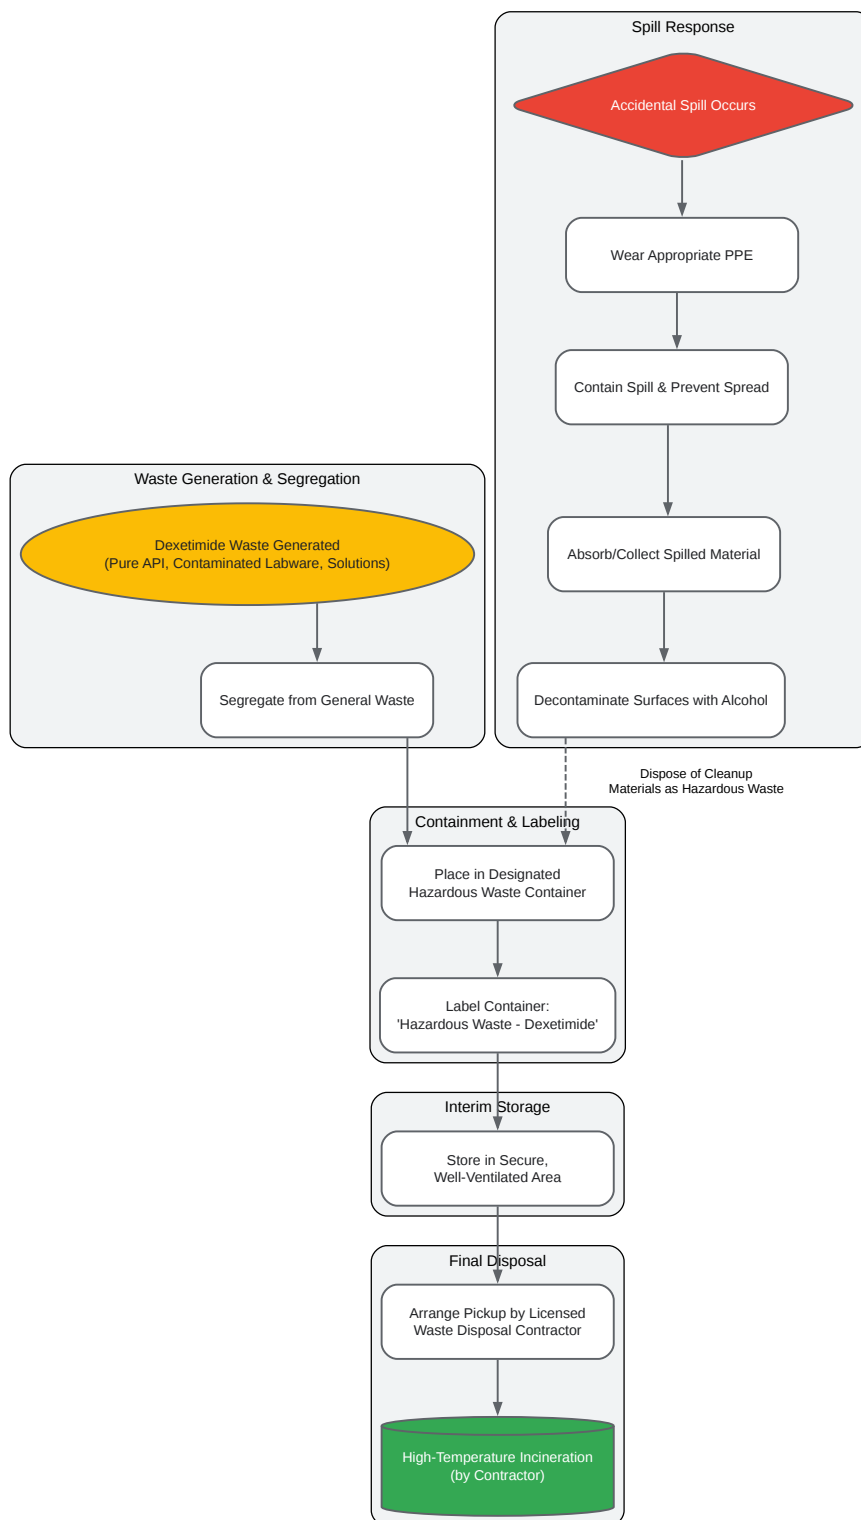 Spill Response
Accidental Spill Occurs
Wear Appropriate PPE
Contain Spill & Prevent Spread
Absorb/Collect Spilled Material
Decontaminate Surfaces with Alcohol
Waste Generation & Segregation
Dexetimide Waste Generated
(Pure API, Contaminated Labware, Solutions)
Segregate from General Waste
Dispose of Cleanup
Materials as Hazardous Waste
Containment & Labeling
Place in Designated
Hazardous Waste Container
Label Container:
'Hazardous Waste - Dexetimide'
Interim Storage
Store in Secure,
Well-Ventilated Area
Final Disposal
Arrange Pickup by Licensed
Waste Disposal Contractor
High-Temperature Incineration
(by Contractor)